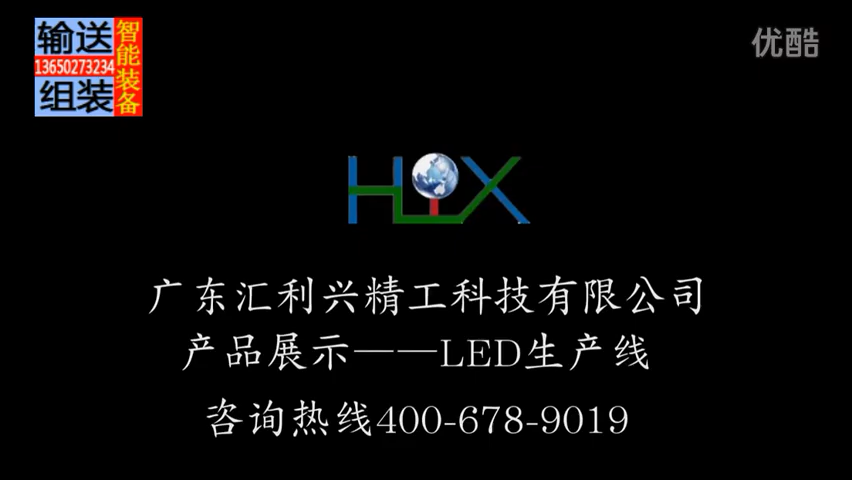 输送
13650273234
组装
智能装备
优酷
HLX
广东汇利兴精工科技有限公司
产品展示——LED生产线
咨询热线400-678-9019